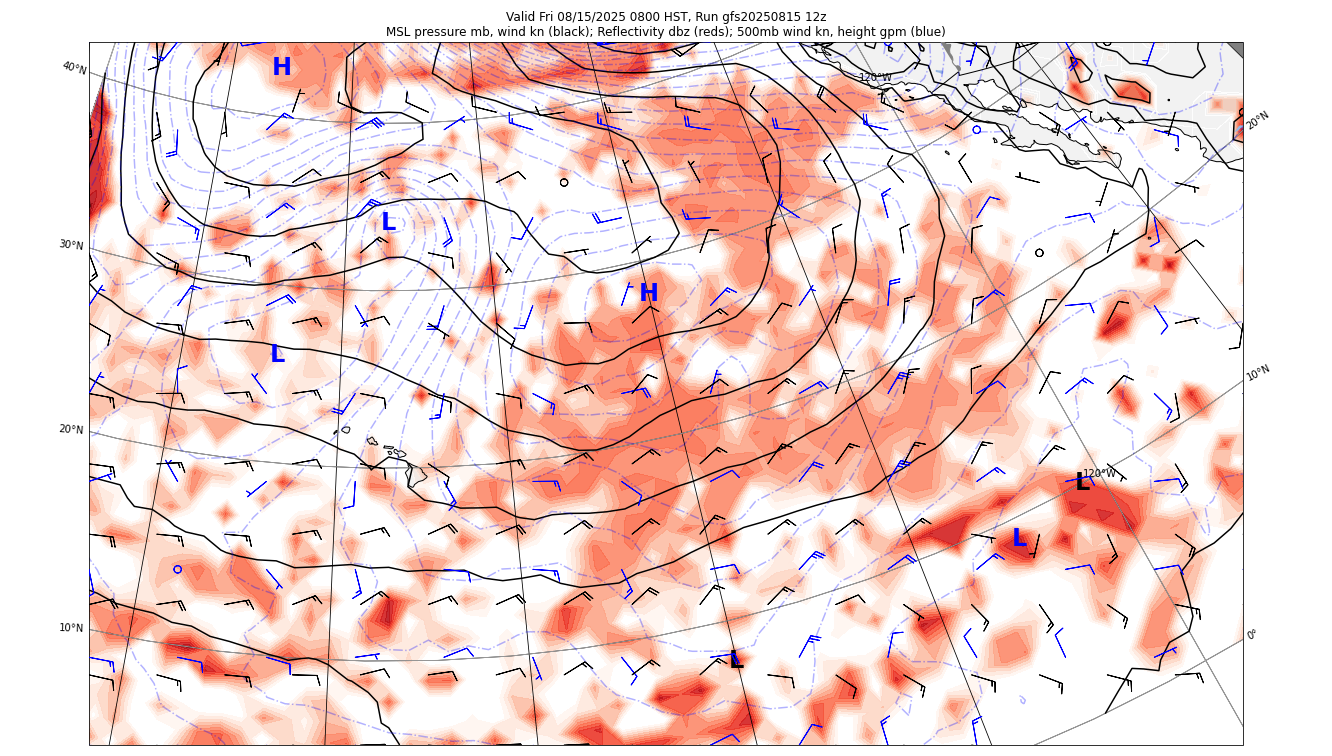 Valid Fri 08/15/2025 0800 HST, Run gfs20250815 12z
MSL pressure mb, wind kn (black); Reflectivity dbz (reds); 500mb wind kn, height gpm (blue)
40°N
H
120°W
20°N
L
30°N
H
L
10°N
20°N
120°W
L
L
10°N
0°
L